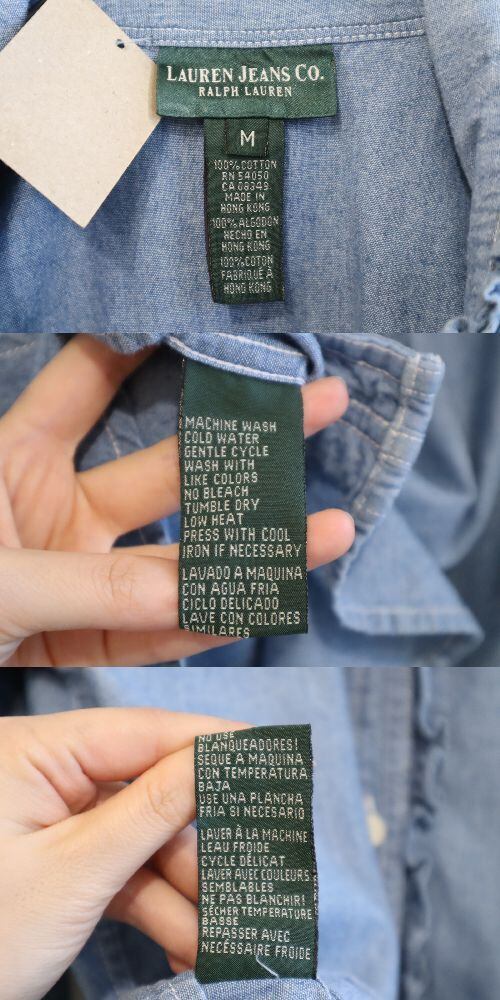 LAUREN JEANS CO.
RALPH LAUREN
M
100% COTTON
RN 54050
CA 08349
MADE IN
HONG KONG
100% ALGODON
HECHO EN
HONG KONG
100% COTON
FABRIQUÉ À
HONG KONG
MACHINE WASH
COLD WATER
GENTLE CYCLE
WASH WITH
LIKE COLORS
NO BLEACH
TUMBLE DRY
LOW HEAT
PRESS WITH COOL
IRON IF NECESSARY
LAVADO A MAQUINA
CON AGUA FRIA
CICLO DELICADO
LAVE CON COLORES
SIMILARES
NO USE
BLANQUEADORES!
SEQUE A MAQUINA
CON TEMPERATURA
BAJA
USE UNA PLANCHA
FRIA SI NECESARIO
LAVER À LA MACHINE
L'EAU FROIDE
CYCLE DÉLICAT
LAVER AVEC COULEURS
SEMBLABLES
NE PAS BLANCHIR!
SÉCHER TEMPERATURE
BASSE
REPASSER AVEC
NÉCESSAIRE FROIDE